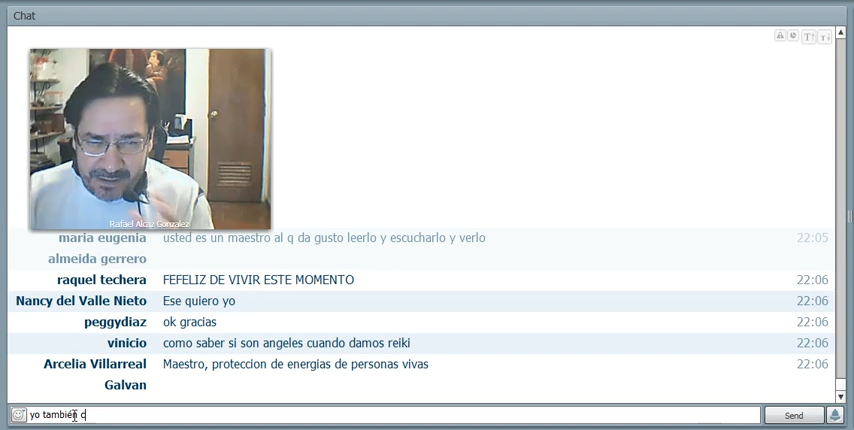 Chat
Rafael Alcaz Gonzalez
maria eugenia usted es un maestro al q da gusto leerlo y escucharlo y verlo 22:05
almeida gerrero
raquel techera FEFELIZ DE VIVIR ESTE MOMENTO 22:06
Nancy del Valle Nieto Ese quiero yo 22:06
peggydiaz ok gracias 22:06
vinicio como saber si son angeles cuando damos reiki 22:06
Arcelia Villarreal Maestro, proteccion de energias de personas vivas 22:06
Galvan
yo también c Send